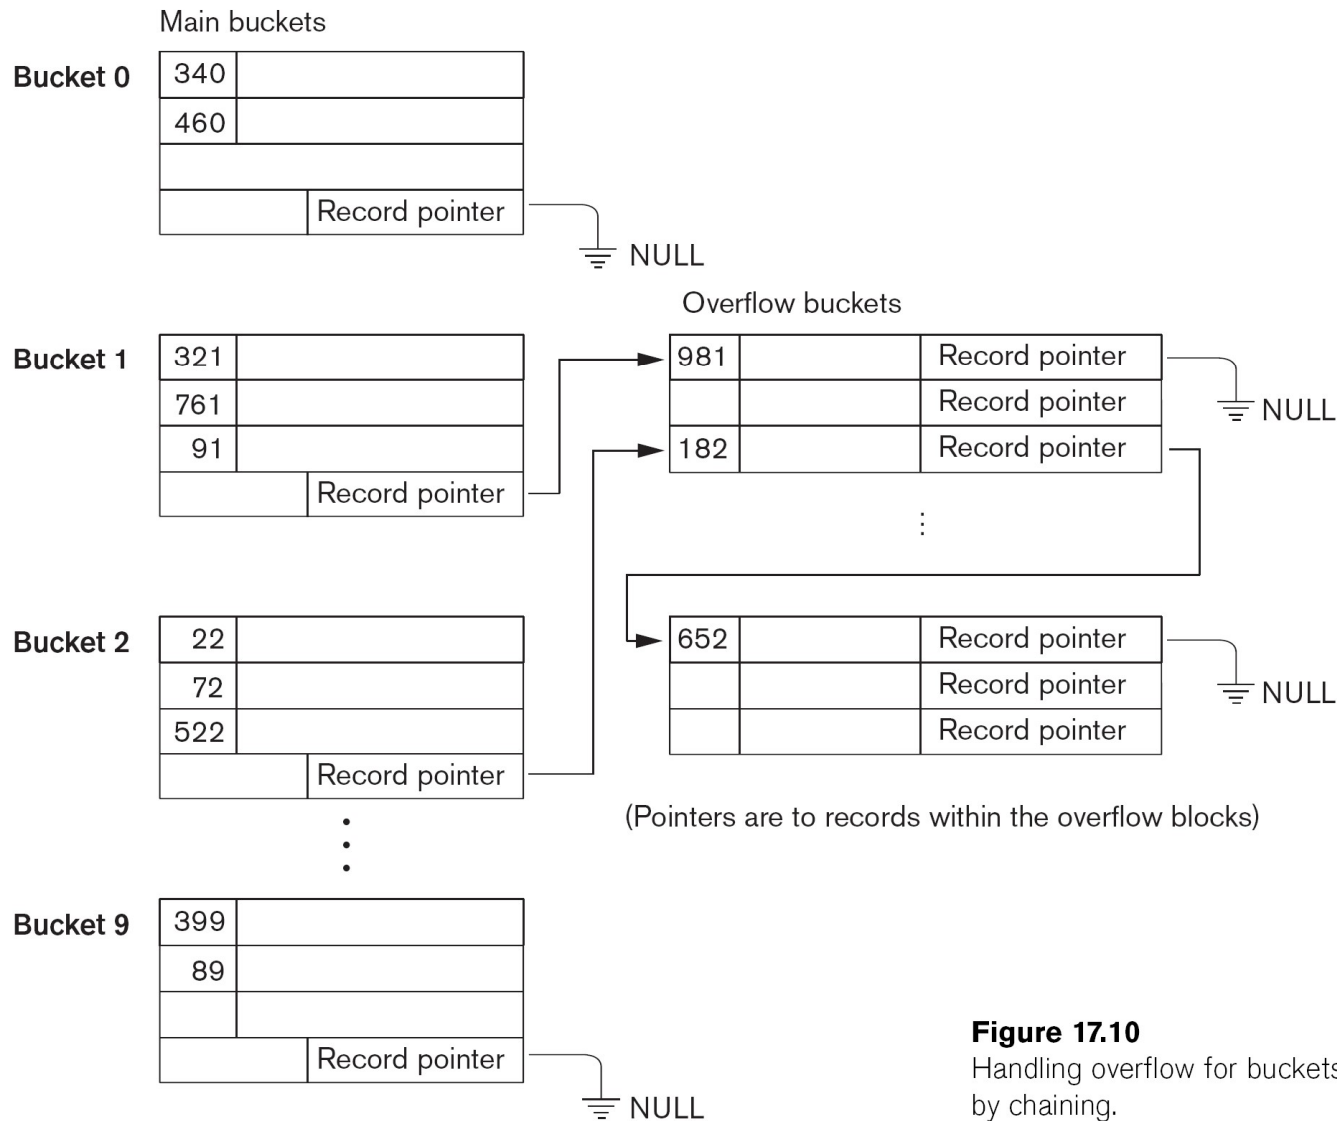 Main buckets
Bucket 0
340
460
Record pointer
NULL
Overflow buckets
Bucket 1
321
761
91
Record pointer
981 Record pointer
Record pointer
182 Record pointer
NULL
Bucket 2
22
72
522
Record pointer
652 Record pointer
Record pointer
Record pointer
NULL
(Pointers are to records within the overflow blocks)
Bucket 9
399
89
Record pointer
NULL
Figure 17.10
Handling overflow for buckets
by chaining.